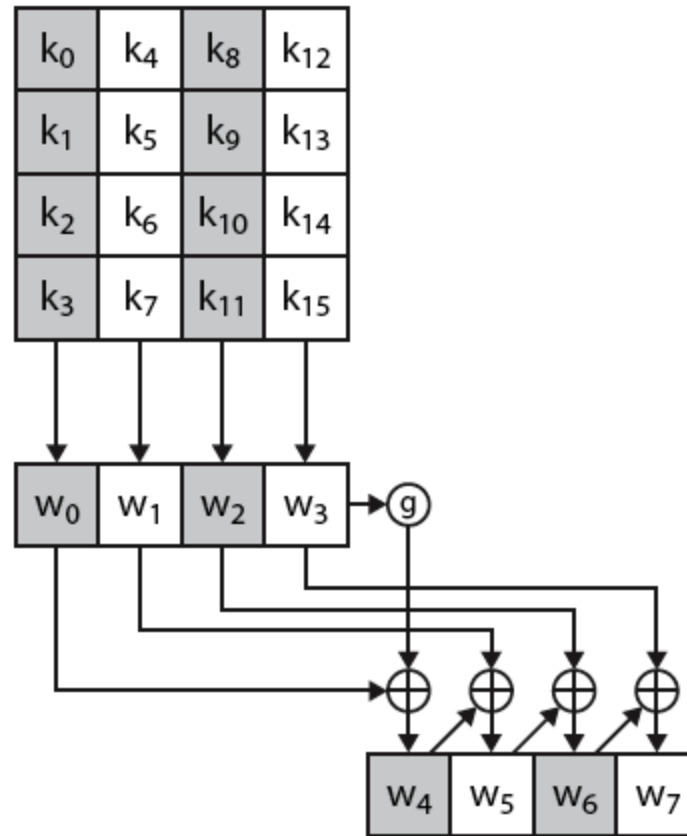 k₀ k₄ k₈ k₁₂
k₁ k₅ k₉ k₁₃
k₂ k₆ k₁₀ k₁₄
k₃ k₇ k₁₁ k₁₅
w₀ w₁ w₂ w₃ g
w₄ w₅ w₆ w₇